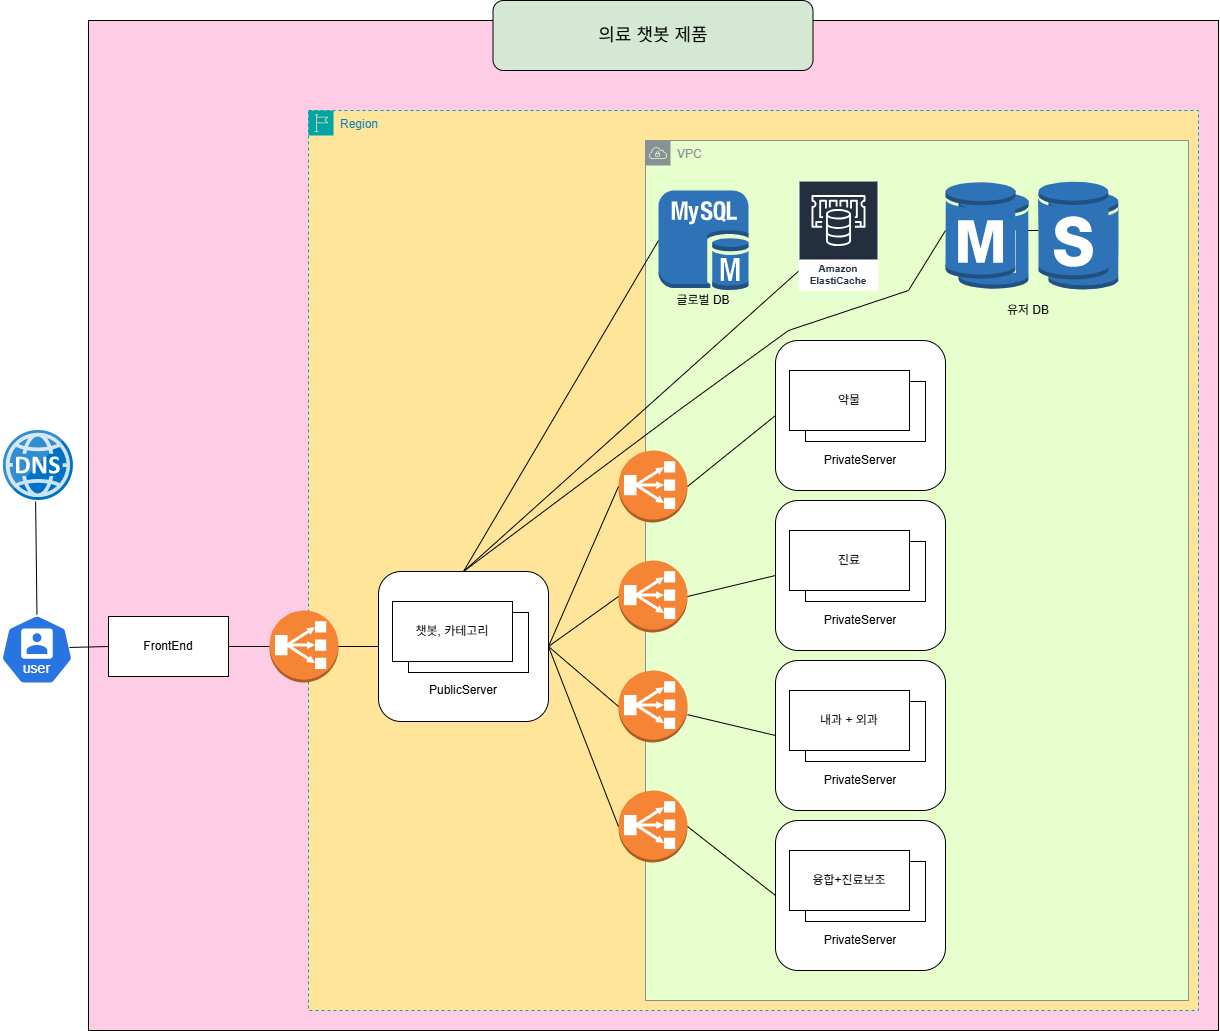 의료 챗봇 제품
Region
VPC
MySQL
M
글로벌 DB
Amazon
ElastiCache
M
S
유저 DB
약물
PrivateServer
DNS
진료
PrivateServer
user
FrontEnd
챗봇, 카테고리
PublicServer
내과 + 외과
PrivateServer
융합+진료보조
PrivateServer